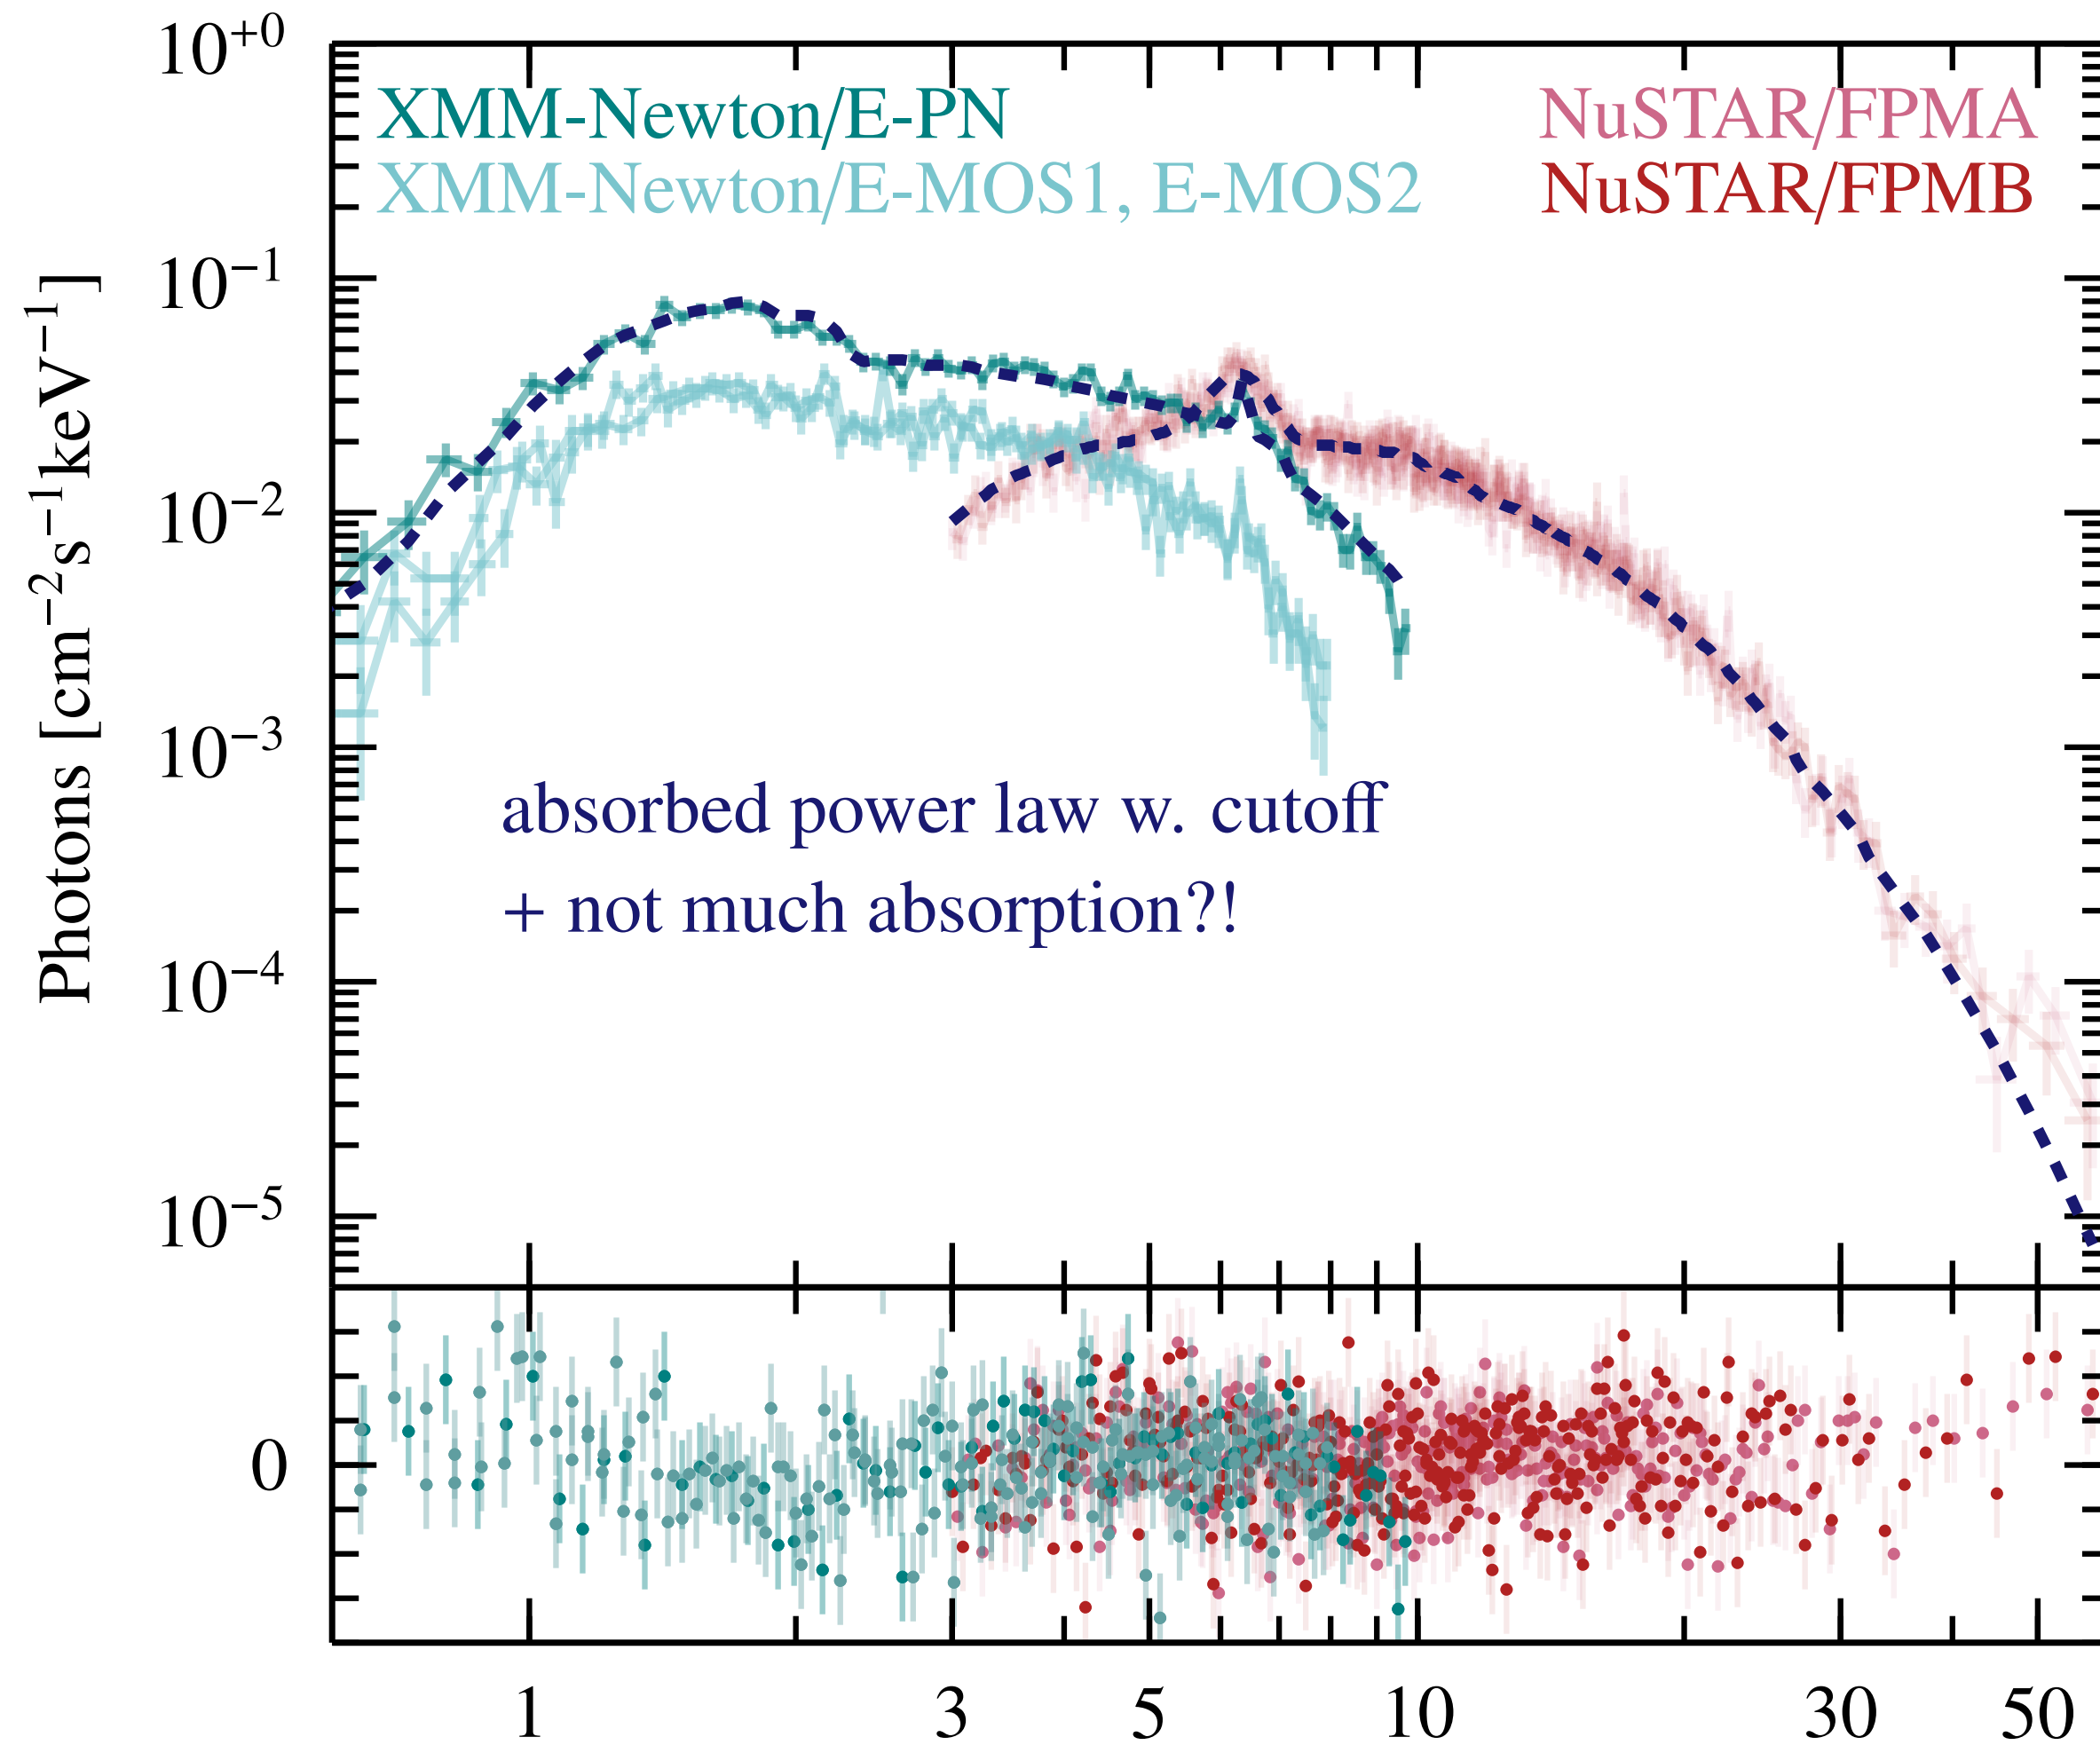 10⁺⁰
XMM-Newton/E-PN
NuSTAR/FPMA
XMM-Newton/E-MOS1, E-MOS2
NuSTAR/FPMB
10⁻¹
10⁻²
Photons [cm⁻²s⁻¹keV⁻¹]
10⁻³
absorbed power law w. cutoff
+ not much absorption?!
10⁻⁴
10⁻⁵
0
1 3 5 10 30 50